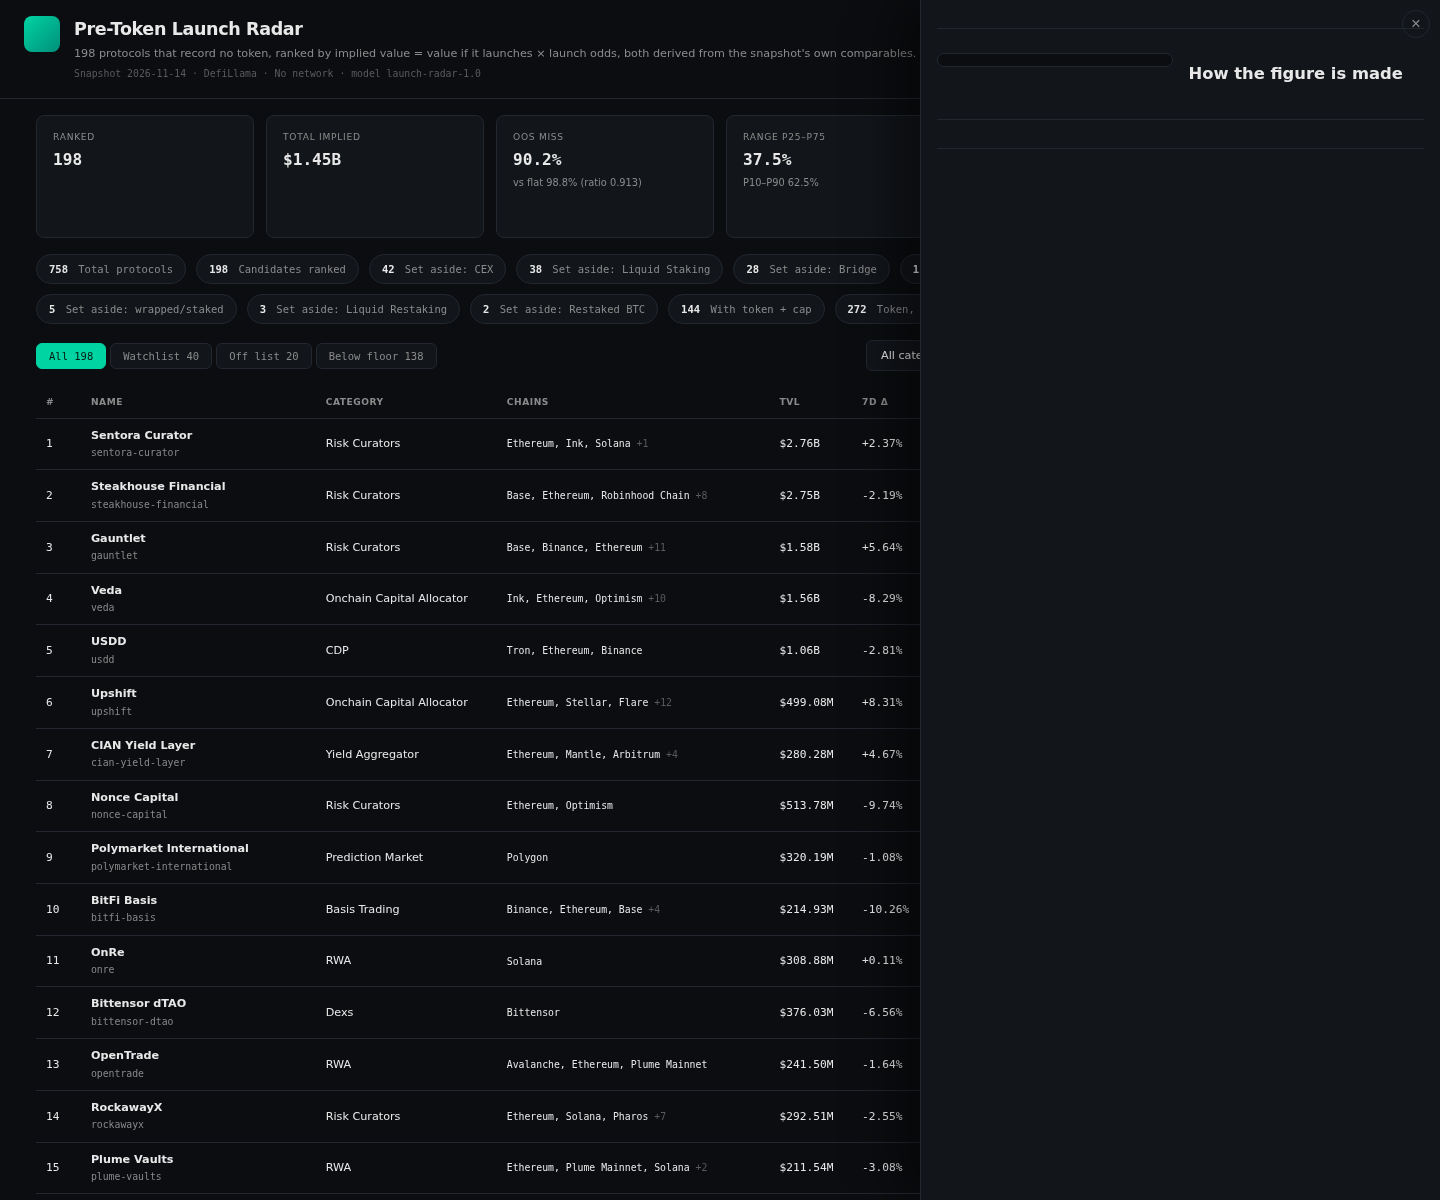 Pre-Token Launch Radar
198 protocols that record no token, ranked by implied value = value if it launches × launch odds, both derived from the snapshot's own comparables.
Snapshot 2026-11-14 · DefiLlama · No network · model launch-radar-1.0
×
How the figure is made
RANKED
198
TOTAL IMPLIED
$1.45B
OOS MISS
90.2%
vs flat 98.8% (ratio 0.913)
RANGE P25–P75
37.5%
P10–P90 62.5%
758 Total protocols
198 Candidates ranked
42 Set aside: CEX
38 Set aside: Liquid Staking
28 Set aside: Bridge
5 Set aside: wrapped/staked
3 Set aside: Liquid Restaking
2 Set aside: Restaked BTC
144 With token + cap
272 Token,
All 198
Watchlist 40
Off list 20
Below floor 138
All cate
# NAME CATEGORY CHAINS TVL 7D Δ
1 Sentora Curator Risk Curators Ethereum, Ink, Solana +1 $2.76B +2.37%
sentora-curator
2 Steakhouse Financial Risk Curators Base, Ethereum, Robinhood Chain +8 $2.75B -2.19%
steakhouse-financial
3 Gauntlet Risk Curators Base, Binance, Ethereum +11 $1.58B +5.64%
gauntlet
4 Veda Onchain Capital Allocator Ink, Ethereum, Optimism +10 $1.56B -8.29%
veda
5 USDD CDP Tron, Ethereum, Binance $1.06B -2.81%
usdd
6 Upshift Onchain Capital Allocator Ethereum, Stellar, Flare +12 $499.08M +8.31%
upshift
7 CIAN Yield Layer Yield Aggregator Ethereum, Mantle, Arbitrum +4 $280.28M +4.67%
cian-yield-layer
8 Nonce Capital Risk Curators Ethereum, Optimism $513.78M -9.74%
nonce-capital
9 Polymarket International Prediction Market Polygon $320.19M -1.08%
polymarket-international
10 BitFi Basis Basis Trading Binance, Ethereum, Base +4 $214.93M -10.26%
bitfi-basis
11 OnRe RWA Solana $308.88M +0.11%
onre
12 Bittensor dTAO Dexs Bittensor $376.03M -6.56%
bittensor-dtao
13 OpenTrade RWA Avalanche, Ethereum, Plume Mainnet $241.50M -1.64%
opentrade
14 RockawayX Risk Curators Ethereum, Solana, Pharos +7 $292.51M -2.55%
rockawayx
15 Plume Vaults RWA Ethereum, Plume Mainnet, Solana +2 $211.54M -3.08%
plume-vaults